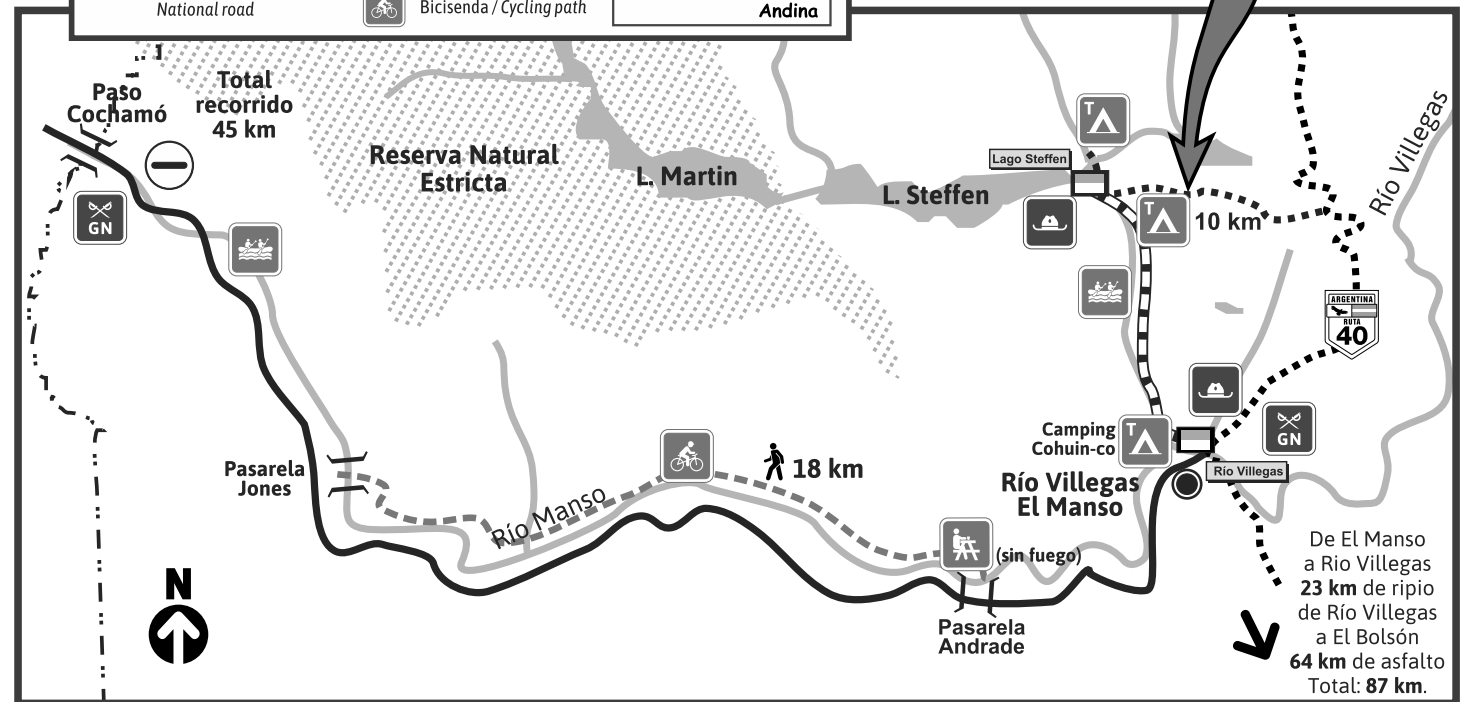 National road
Bicisenda / Cycling path
Andina
Paso
Cochamó
Total
recorrido
45 km
Reserva Natural
Estricta
L. Martin
L. Steffen
Lago Steffen
T
T
10 km
Río Villegas
GN
ARGENTINA
RUTA
40
Camping
Cohuin-co
T
GN
Río Villegas
Río Villegas
El Manso
Pasarela
Jones
18 km
Río Manso
(sin fuego)
Pasarela
Andrade
N
De El Manso
a Rio Villegas
23 km de ripio
de Río Villegas
a El Bolsón
64 km de asfalto
Total: 87 km.